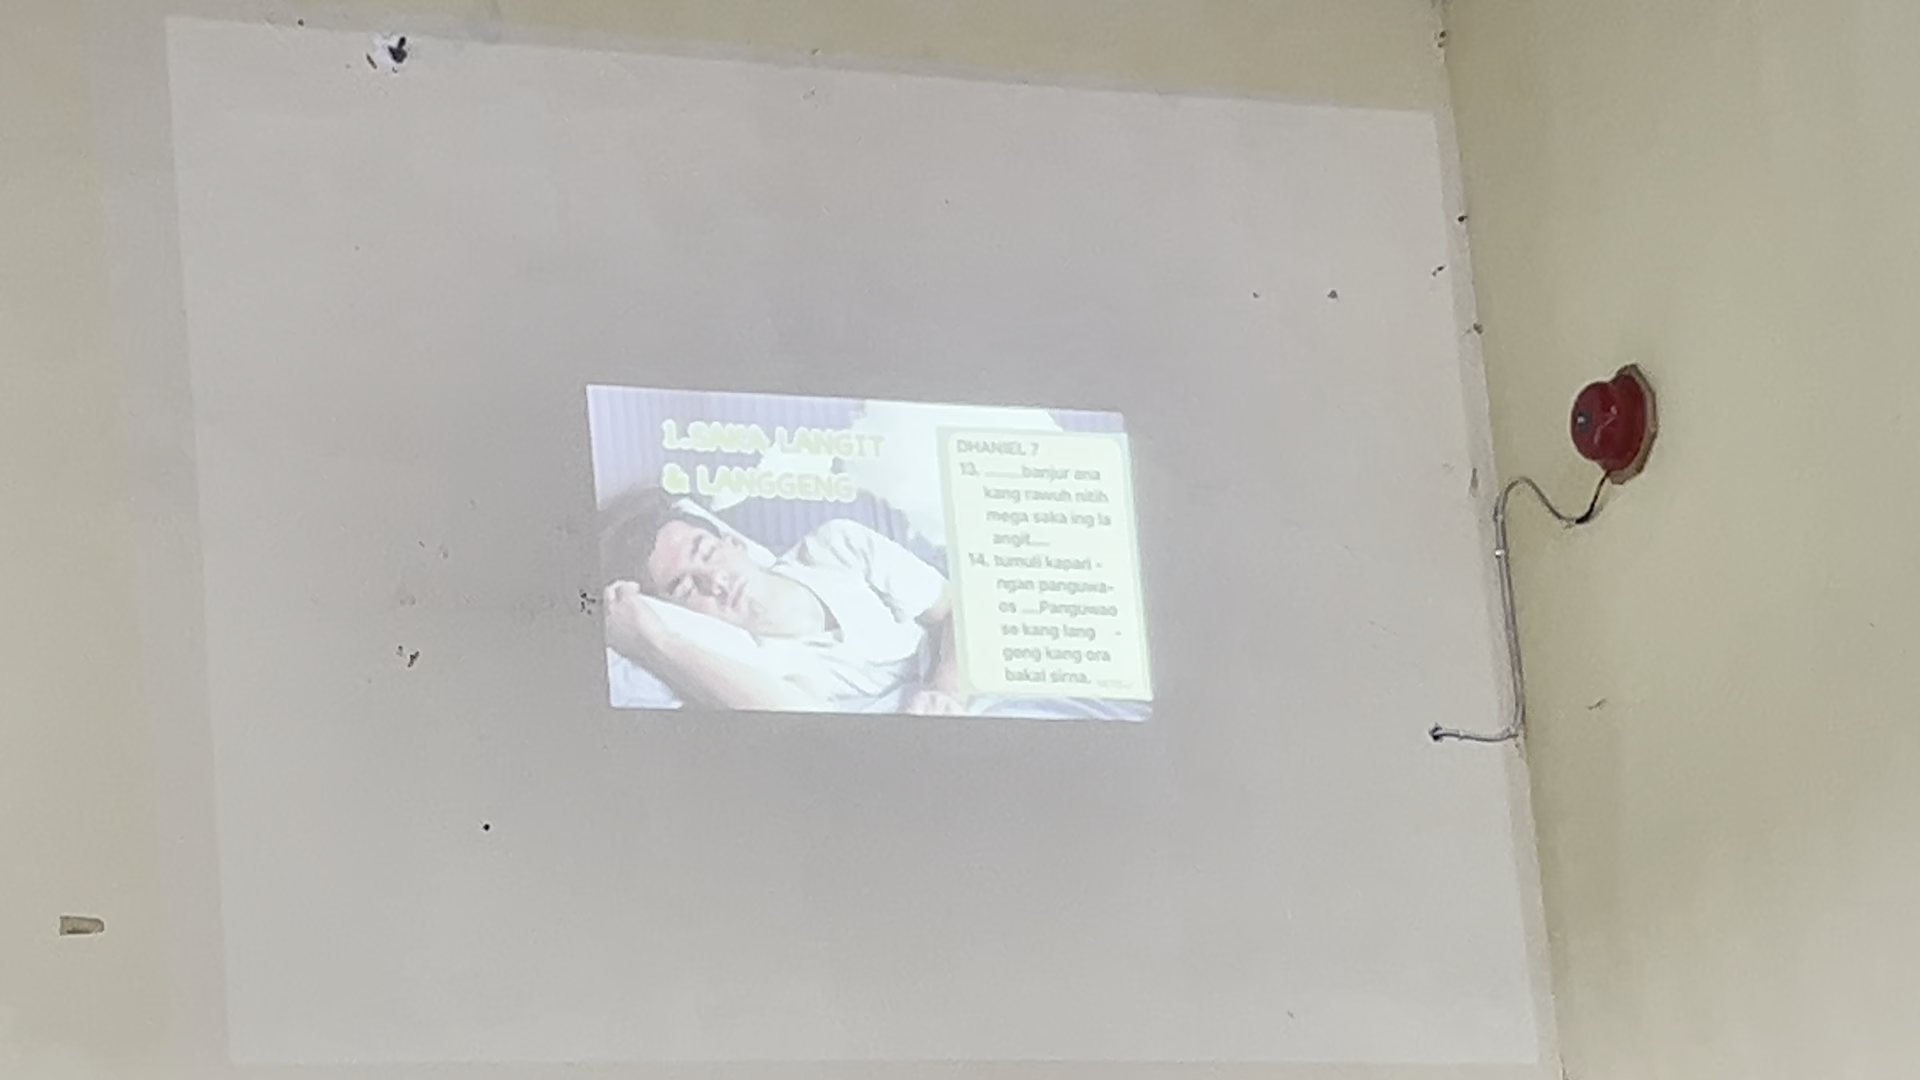 1.SAKA LANGIT
& LANGGENG
DHANIEL 7
13. ........banjur ana
kang rawuh nitih
mega saka ing la
angit....
14. tumuli kapari -
ngan panguwa-
os ....Panguwao
so kang lang -
geng kang ora
bakal sirna.